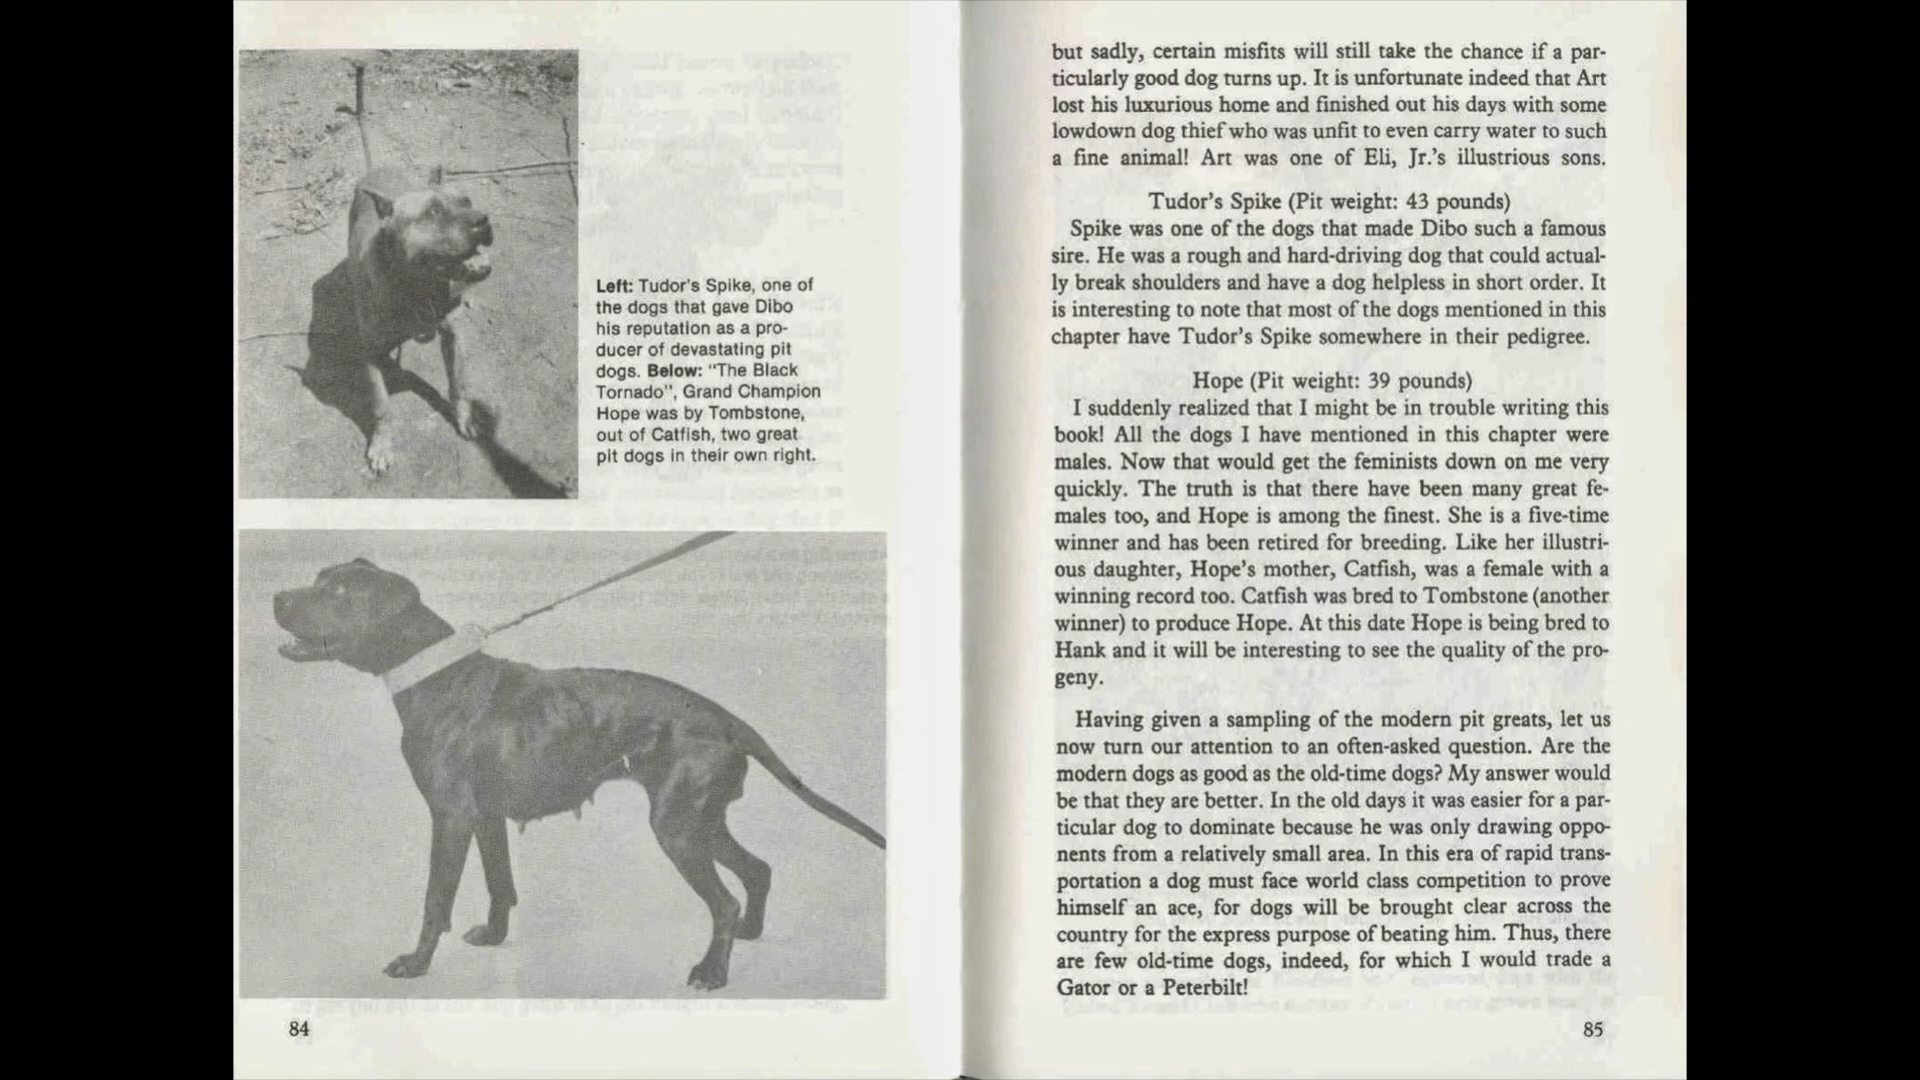 Left: Tudor's Spike, one of
the dogs that gave Dibo
his reputation as a pro-
ducer of devastating pit
dogs. Below: "The Black
Tornado", Grand Champion
Hope was by Tombstone,
out of Catfish, two great
pit dogs in their own right.
84
but sadly, certain misfits will still take the chance if a par-
ticularly good dog turns up. It is unfortunate indeed that Art
lost his luxurious home and finished out his days with some
lowdown dog thief who was unfit to even carry water to such
a fine animal! Art was one of Eli, Jr.'s illustrious sons.
Tudor's Spike (Pit weight: 43 pounds)
Spike was one of the dogs that made Dibo such a famous
sire. He was a rough and hard-driving dog that could actual-
ly break shoulders and have a dog helpless in short order. It
is interesting to note that most of the dogs mentioned in this
chapter have Tudor's Spike somewhere in their pedigree.
Hope (Pit weight: 39 pounds)
I suddenly realized that I might be in trouble writing this
book! All the dogs I have mentioned in this chapter were
males. Now that would get the feminists down on me very
quickly. The truth is that there have been many great fe-
males too, and Hope is among the finest. She is a five-time
winner and has been retired for breeding. Like her illustri-
ous daughter, Hope's mother, Catfish, was a female with a
winning record too. Catfish was bred to Tombstone (another
winner) to produce Hope. At this date Hope is being bred to
Hank and it will be interesting to see the quality of the pro-
geny.
Having given a sampling of the modern pit greats, let us
now turn our attention to an often-asked question. Are the
modern dogs as good as the old-time dogs? My answer would
be that they are better. In the old days it was easier for a par-
ticular dog to dominate because he was only drawing oppo-
nents from a relatively small area. In this era of rapid trans-
portation a dog must face world class competition to prove
himself an ace, for dogs will be brought clear across the
country for the express purpose of beating him. Thus, there
are few old-time dogs, indeed, for which I would trade a
Gator or a Peterbilt!
85